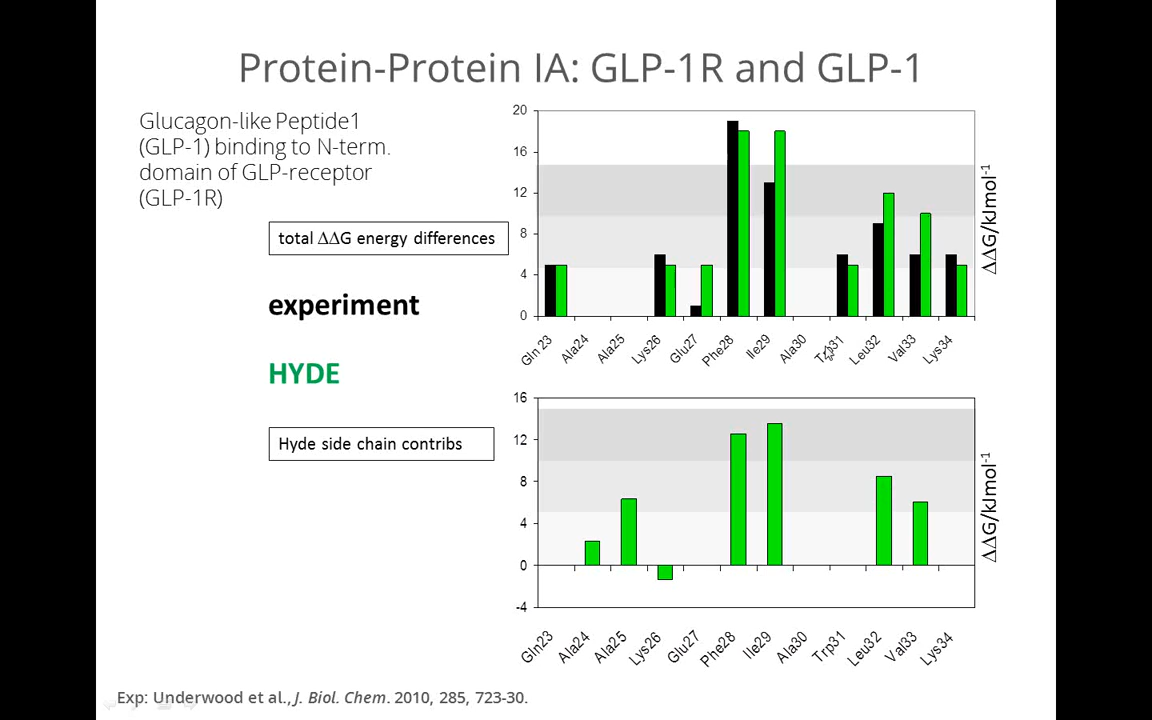 Protein-Protein IA: GLP-1R and GLP-1
Glucagon-like Peptide1
(GLP-1) binding to N-term.
domain of GLP-receptor
(GLP-1R)
total ΔΔG energy differences
experiment
HYDE
Hyde side chain contribs
20
16
12
8
4
0
Gln 23
Ala24
Ala25
Lys26
Glu27
Phe28
Ile29
Ala30
Trp31
Leu32
Val33
Lys34
ΔΔG/kJmol⁻¹
16
12
8
4
0
-4
Gln23
Ala24
Ala25
Lys26
Glu27
Phe28
Ile29
Ala30
Trp31
Leu32
Val33
Lys34
ΔΔG/kJmol⁻¹
Exp: Underwood et al., J. Biol. Chem. 2010, 285, 723-30.